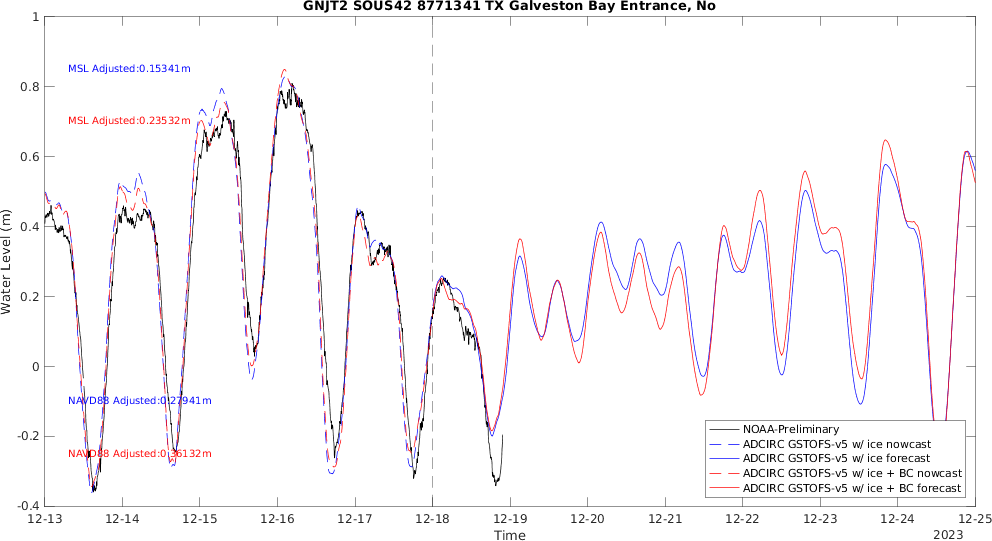 GNJT2 SOUS42 8771341 TX Galveston Bay Entrance, No
Water Level (m)
1
0.8
0.6
0.4
0.2
0
-0.2
-0.4
MSL Adjusted:0.15341m
MSL Adjusted:0.23532m
NAVD88 Adjusted:0.27941m
NAVD88 Adjusted:0.36132m
NOAA-Preliminary
ADCIRC GSTOFS-v5 w/ ice nowcast
ADCIRC GSTOFS-v5 w/ ice forecast
ADCIRC GSTOFS-v5 w/ ice + BC nowcast
ADCIRC GSTOFS-v5 w/ ice + BC forecast
12-13 12-14 12-15 12-16 12-17 12-18 12-19 12-20 12-21 12-22 12-23 12-24 12-25
Time
2023